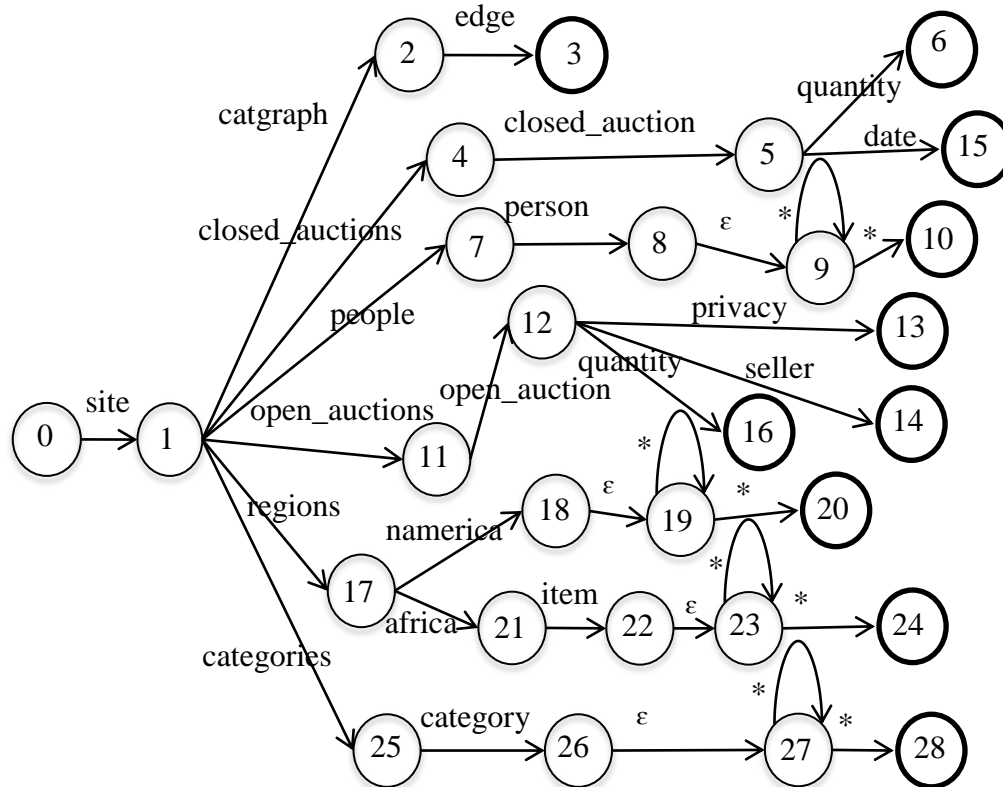 edge
2
3
6
catgraph
quantity
closed_auction
date
4
5
15
person
ε
*
*
closed_auctions
7
8
9
10
people
12
privacy
13
quantity
seller
open_auction
site
open_auctions
0
1
11
16
14
*
regions
ε
*
namerica
18
19
20
*
17
item
ε
*
africa
21
22
23
24
categories
*
category
ε
*
25
26
27
28